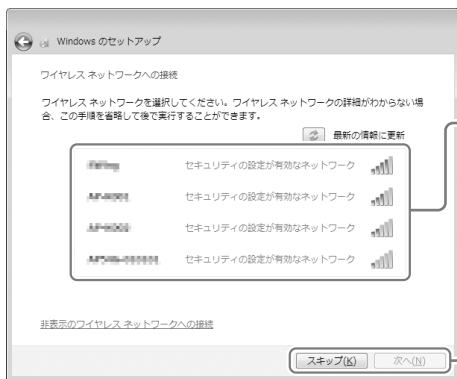 Windows のセットアップ
ワイヤレス ネットワークへの接続
ワイヤレス ネットワークを選択してください。ワイヤレス ネットワークの詳細がわからない場
合、この手順を省略して後で実行することができます。
最新の情報に更新
セキュリティの設定が有効なネットワーク
セキュリティの設定が有効なネットワーク
セキュリティの設定が有効なネットワーク
セキュリティの設定が有効なネットワーク
非表示のワイヤレス ネットワークへの接続
スキップ(K) 次へ(N)